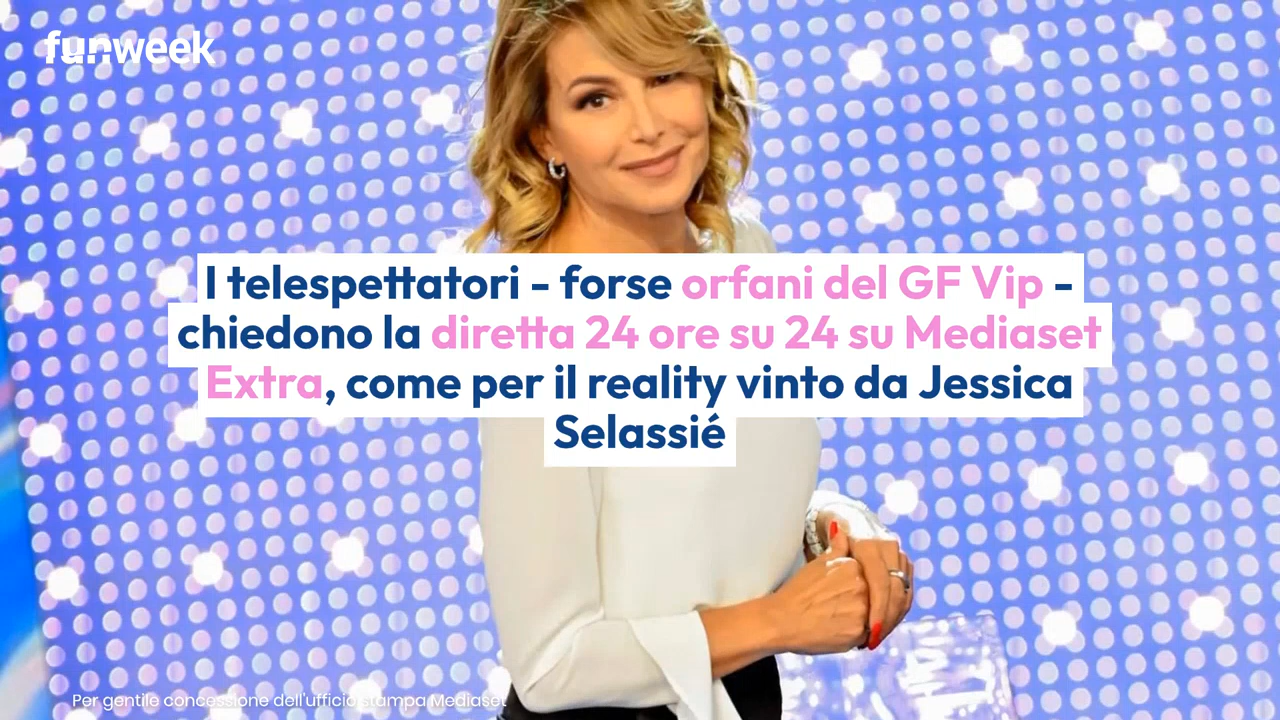 funweek
I telespettatori - forse orfani del GF Vip -
chiedono la diretta 24 ore su 24 su Mediaset
Extra, come per il reality vinto da Jessica
Selassié
Per gentile concessione dell'ufficio stampa Mediaset